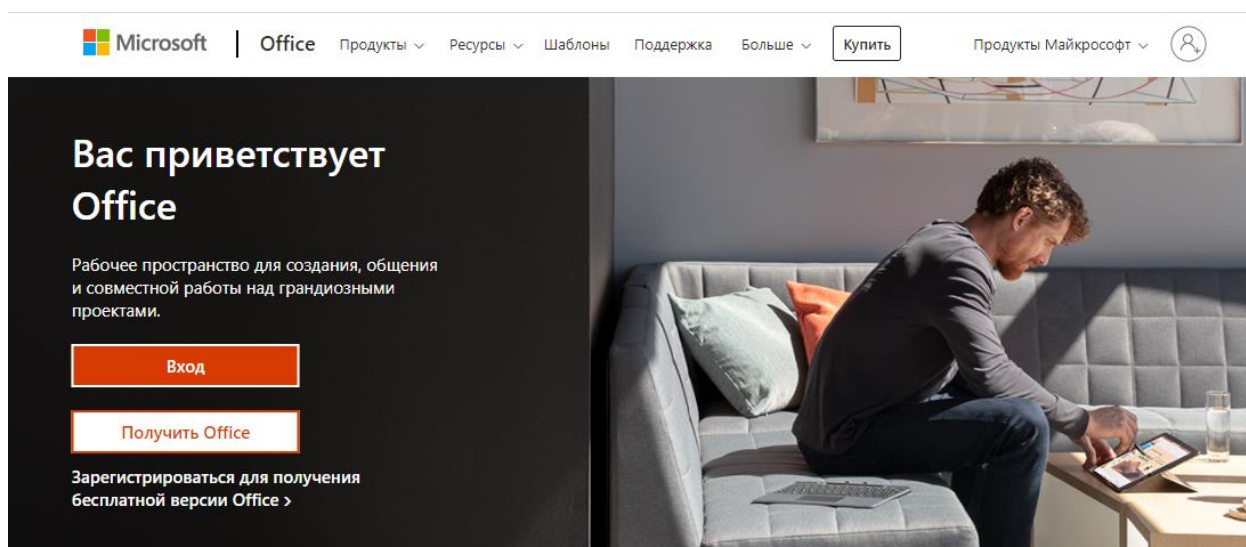 Microsoft Office Продукты Ресурсы Шаблоны Поддержка Больше Купить Продукты Майкрософт
Вас приветствует
Office
Рабочее пространство для создания, общения
и совместной работы над грандиозными
проектами.
Вход
Получить Office
Зарегистрироваться для получения
бесплатной версии Office >